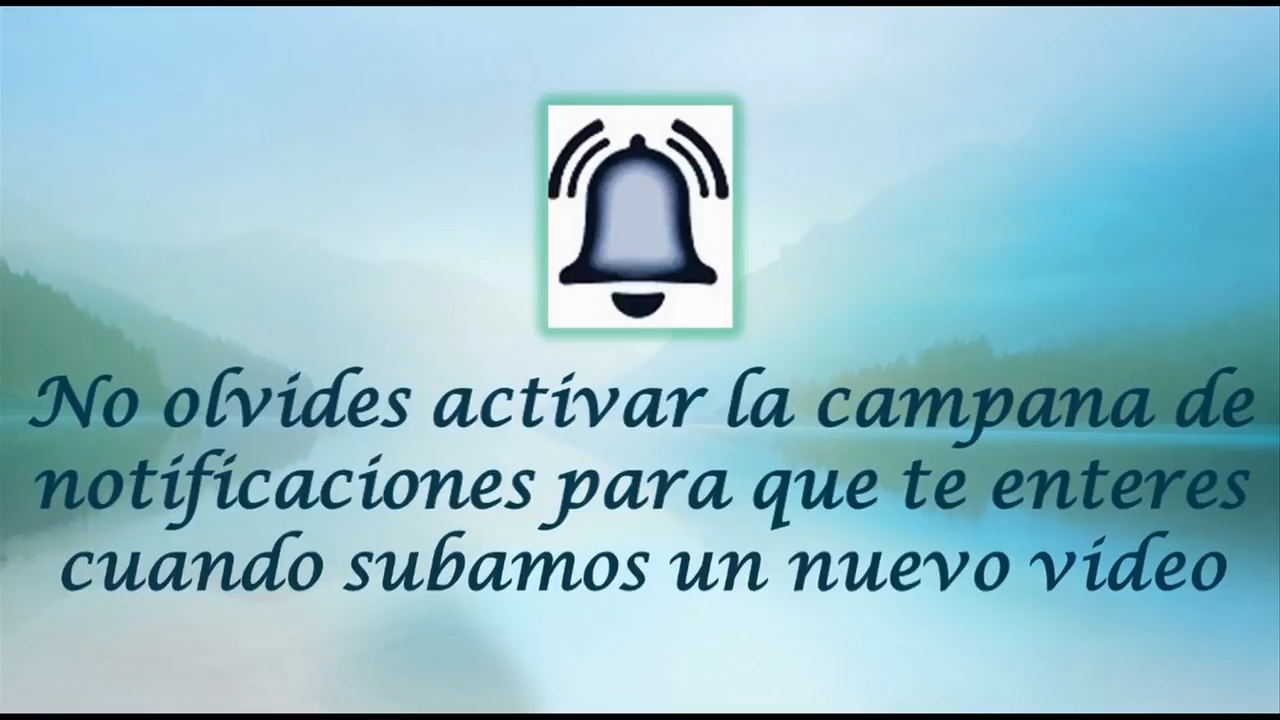 No olvides activar la campana de
notificaciones para que te enteres
cuando subamos un nuevo video